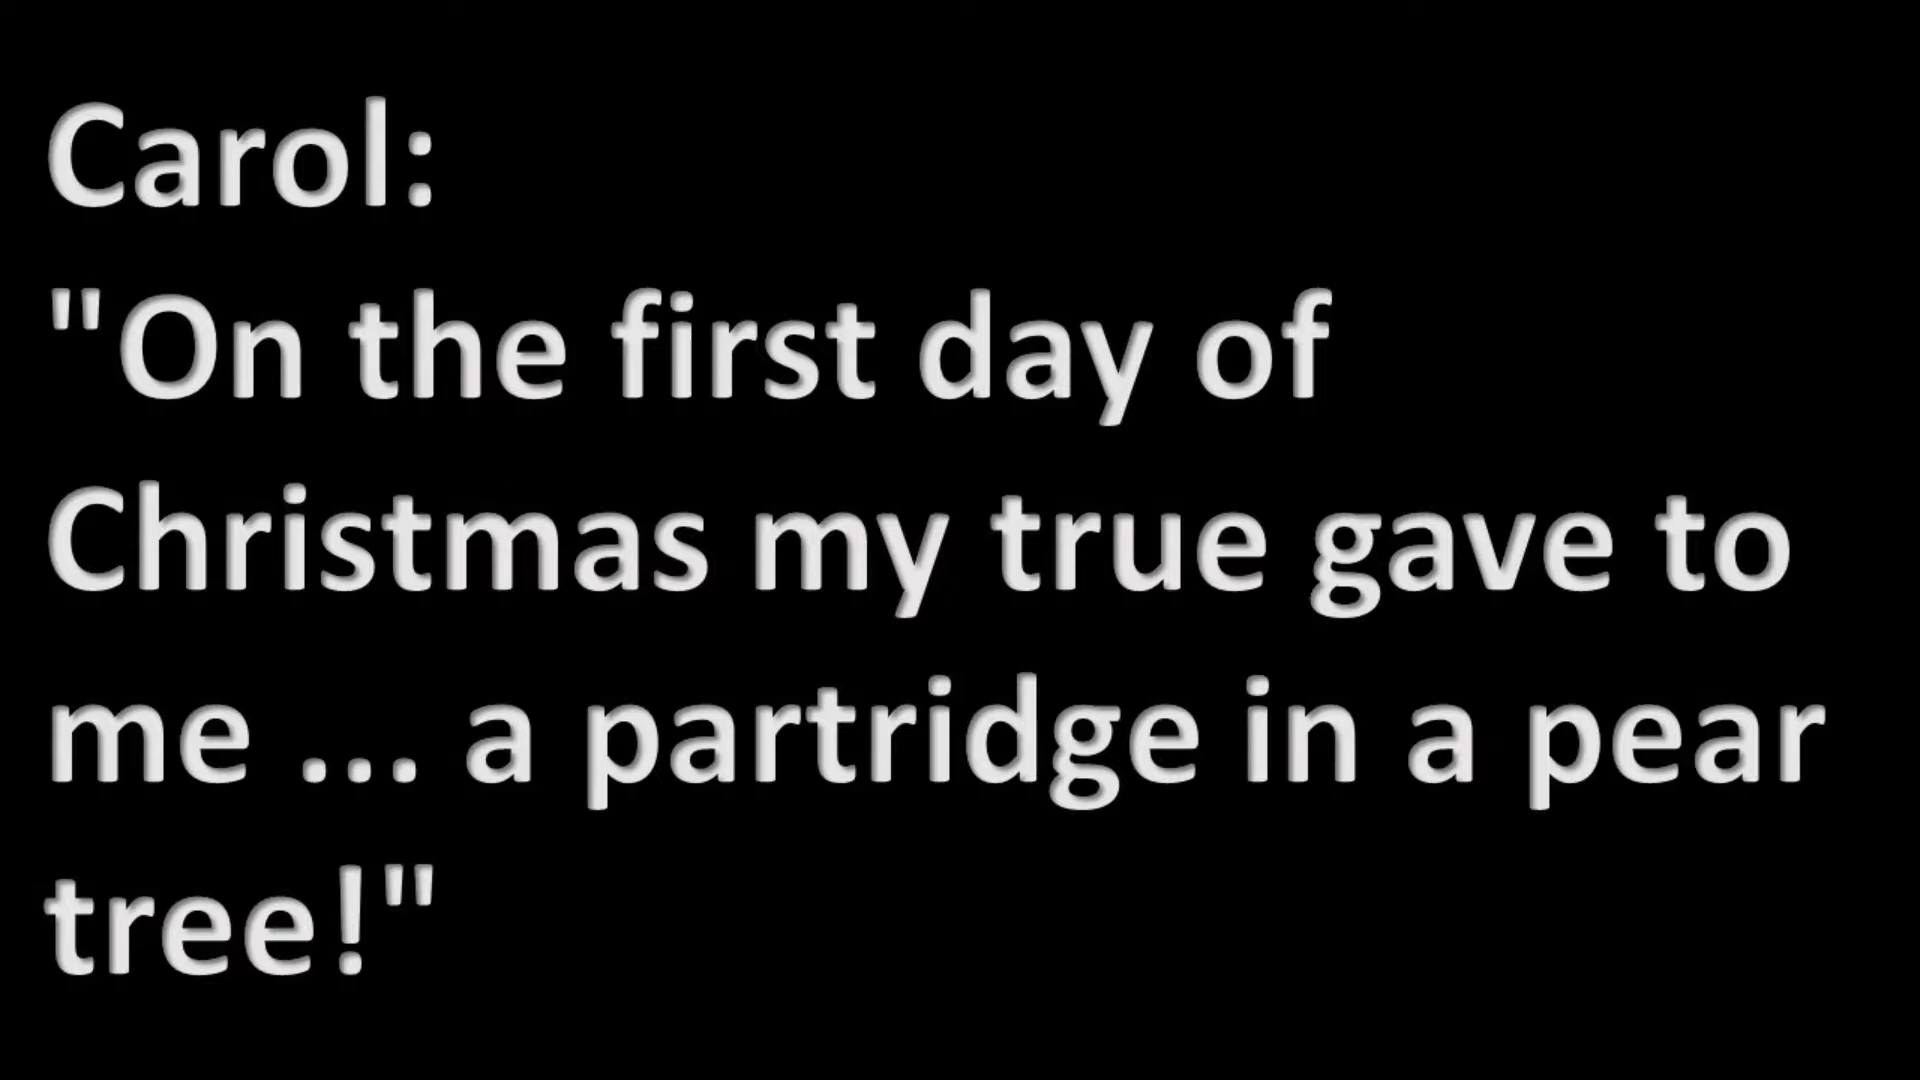 Carol:
"On the first day of
Christmas my true gave to
me ... a partridge in a pear
tree!"